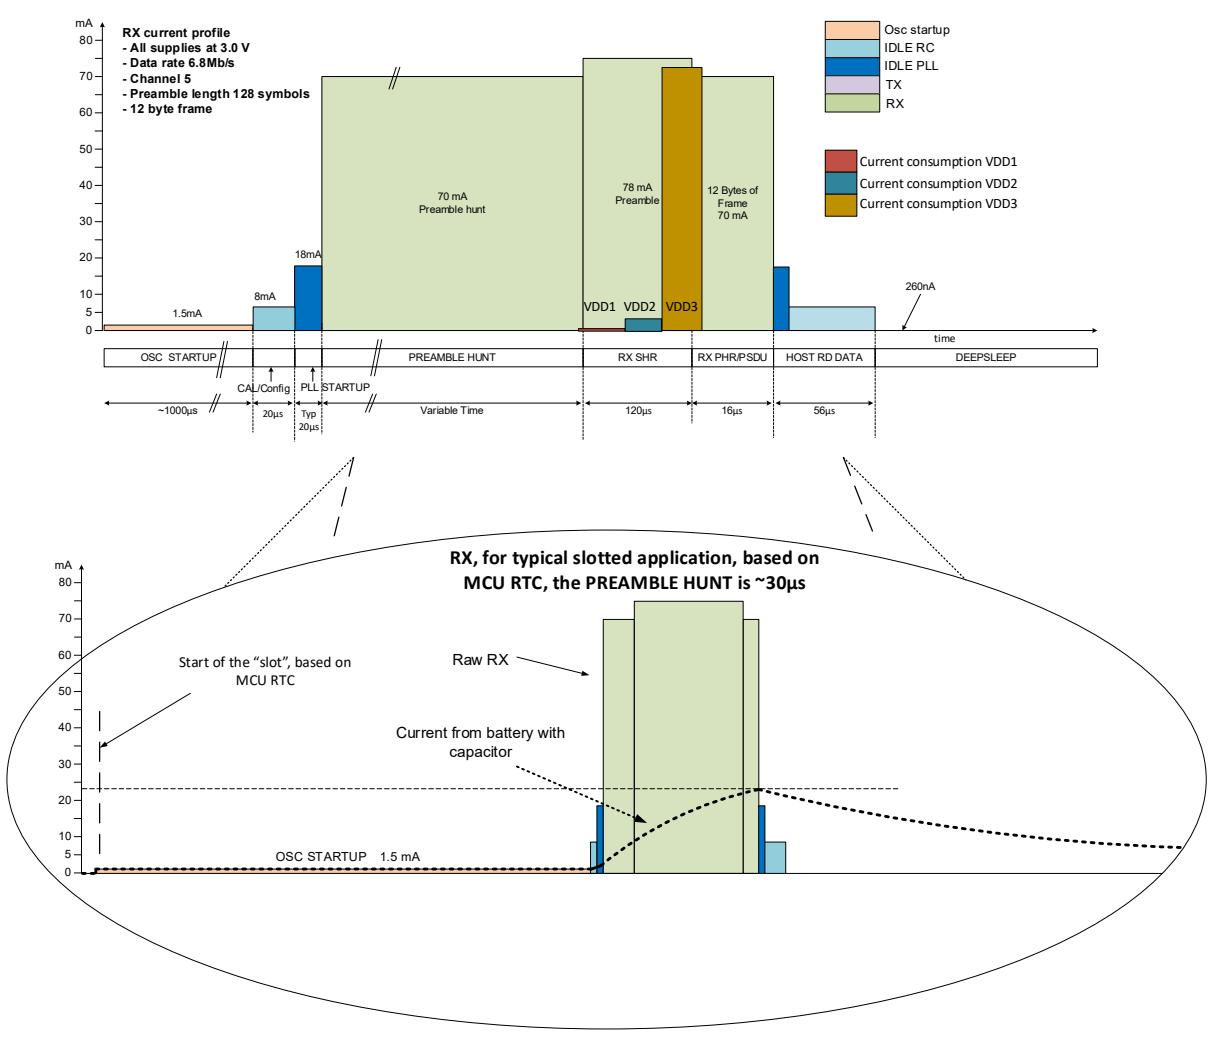 mA
RX current profile
- All supplies at 3.0 V
- Data rate 6.8Mb/s
- Channel 5
- Preamble length 128 symbols
- 12 byte frame
80
70
60
50
40
30
20
10
5
0
Osc startup
IDLE RC
IDLE PLL
TX
RX
Current consumption VDD1
Current consumption VDD2
Current consumption VDD3
1.5mA
8mA
18mA
70 mA
Preamble hunt
78 mA
Preamble
12 Bytes of
Frame
70 mA
VDD1 VDD2 VDD3
260nA
time
OSC STARTUP PREAMBLE HUNT RX SHR RX PHR/PSDU HOST RD DATA DEEPSLEEP
CAL/Config PLL STARTUP
~1000µs 20µs Typ Variable Time 120µs 16µs 56µs
20µs
RX, for typical slotted application, based on
MCU RTC, the PREAMBLE HUNT is ~30µs
mA
80
70
60
50
40
30
20
10
5
0
Start of the “slot”, based on
MCU RTC
Raw RX
Current from battery with
capacitor
OSC STARTUP 1.5 mA